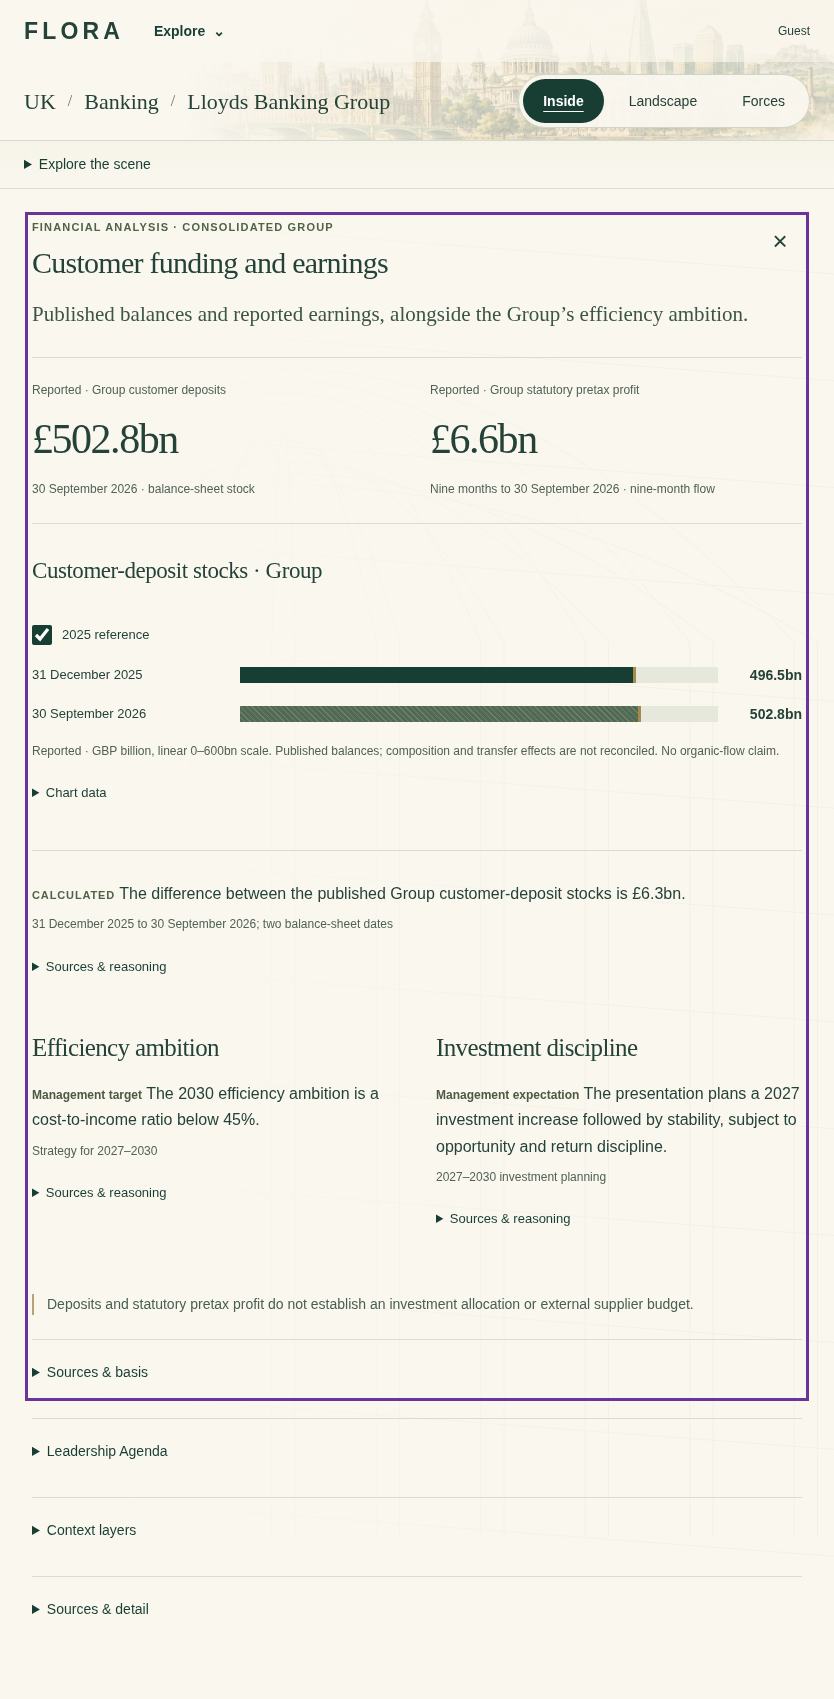 FLORA
Explore
Guest
UK / Banking / Lloyds Banking Group
Inside
Landscape
Forces
Explore the scene
FINANCIAL ANALYSIS · CONSOLIDATED GROUP
Customer funding and earnings
Published balances and reported earnings, alongside the Group’s efficiency ambition.
Reported · Group customer deposits
£502.8bn
30 September 2026 · balance-sheet stock
Reported · Group statutory pretax profit
£6.6bn
Nine months to 30 September 2026 · nine-month flow
Customer-deposit stocks · Group
2025 reference
31 December 2025 496.5bn
30 September 2026 502.8bn
Reported · GBP billion, linear 0–600bn scale. Published balances; composition and transfer effects are not reconciled. No organic-flow claim.
Chart data
CALCULATED The difference between the published Group customer-deposit stocks is £6.3bn.
31 December 2025 to 30 September 2026; two balance-sheet dates
Sources & reasoning
Efficiency ambition
Management target The 2030 efficiency ambition is a
cost-to-income ratio below 45%.
Strategy for 2027–2030
Sources & reasoning
Investment discipline
Management expectation The presentation plans a 2027
investment increase followed by stability, subject to
opportunity and return discipline.
2027–2030 investment planning
Sources & reasoning
Deposits and statutory pretax profit do not establish an investment allocation or external supplier budget.
Sources & basis
Leadership Agenda
Context layers
Sources & detail